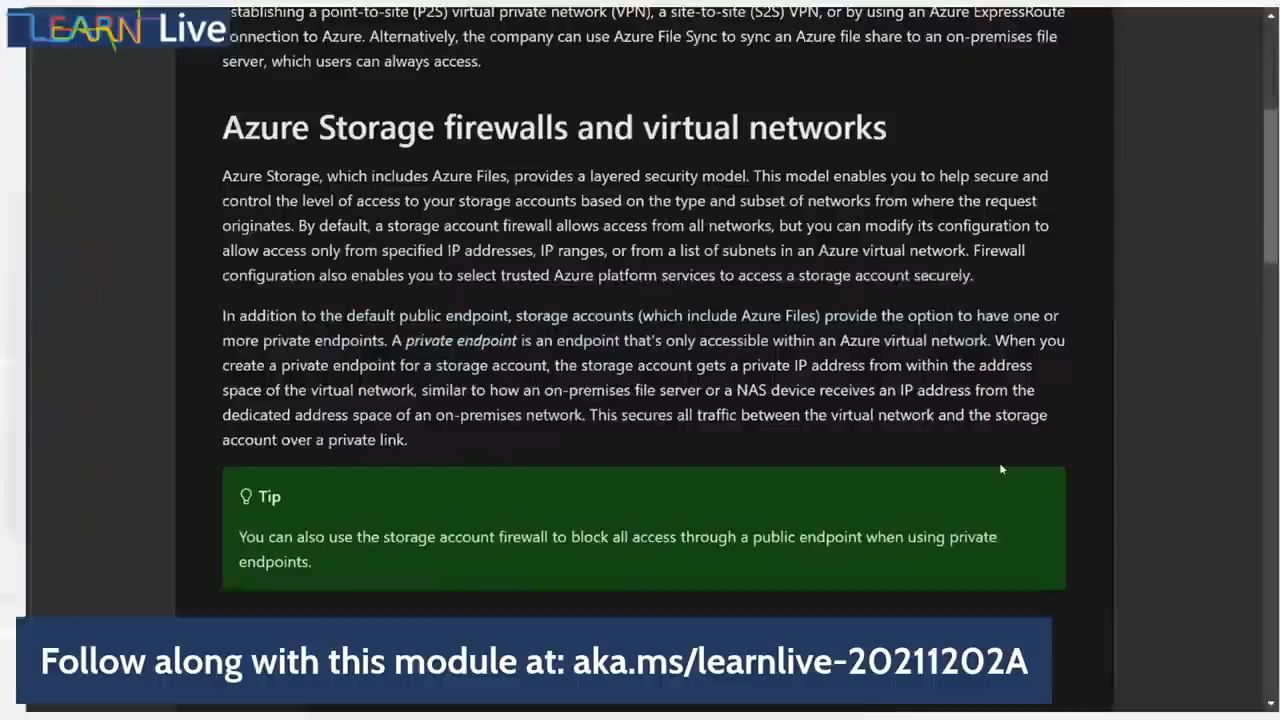 LEARN Live
establishing a point-to-site (P2S) virtual private network (VPN), a site-to-site (S2S) VPN, or by using an Azure ExpressRoute
connection to Azure. Alternatively, the company can use Azure File Sync to sync an Azure file share to an on-premises file
server, which users can always access.
Azure Storage firewalls and virtual networks
Azure Storage, which includes Azure Files, provides a layered security model. This model enables you to help secure and
control the level of access to your storage accounts based on the type and subset of networks from where the request
originates. By default, a storage account firewall allows access from all networks, but you can modify its configuration to
allow access only from specified IP addresses, IP ranges, or from a list of subnets in an Azure virtual network. Firewall
configuration also enables you to select trusted Azure platform services to access a storage account securely.
In addition to the default public endpoint, storage accounts (which include Azure Files) provide the option to have one or
more private endpoints. A private endpoint is an endpoint that's only accessible within an Azure virtual network. When you
create a private endpoint for a storage account, the storage account gets a private IP address from within the address
space of the virtual network, similar to how an on-premises file server or a NAS device receives an IP address from the
dedicated address space of an on-premises network. This secures all traffic between the virtual network and the storage
account over a private link.
Tip
You can also use the storage account firewall to block all access through a public endpoint when using private
endpoints.
Follow along with this module at: aka.ms/learnlive-20211202A